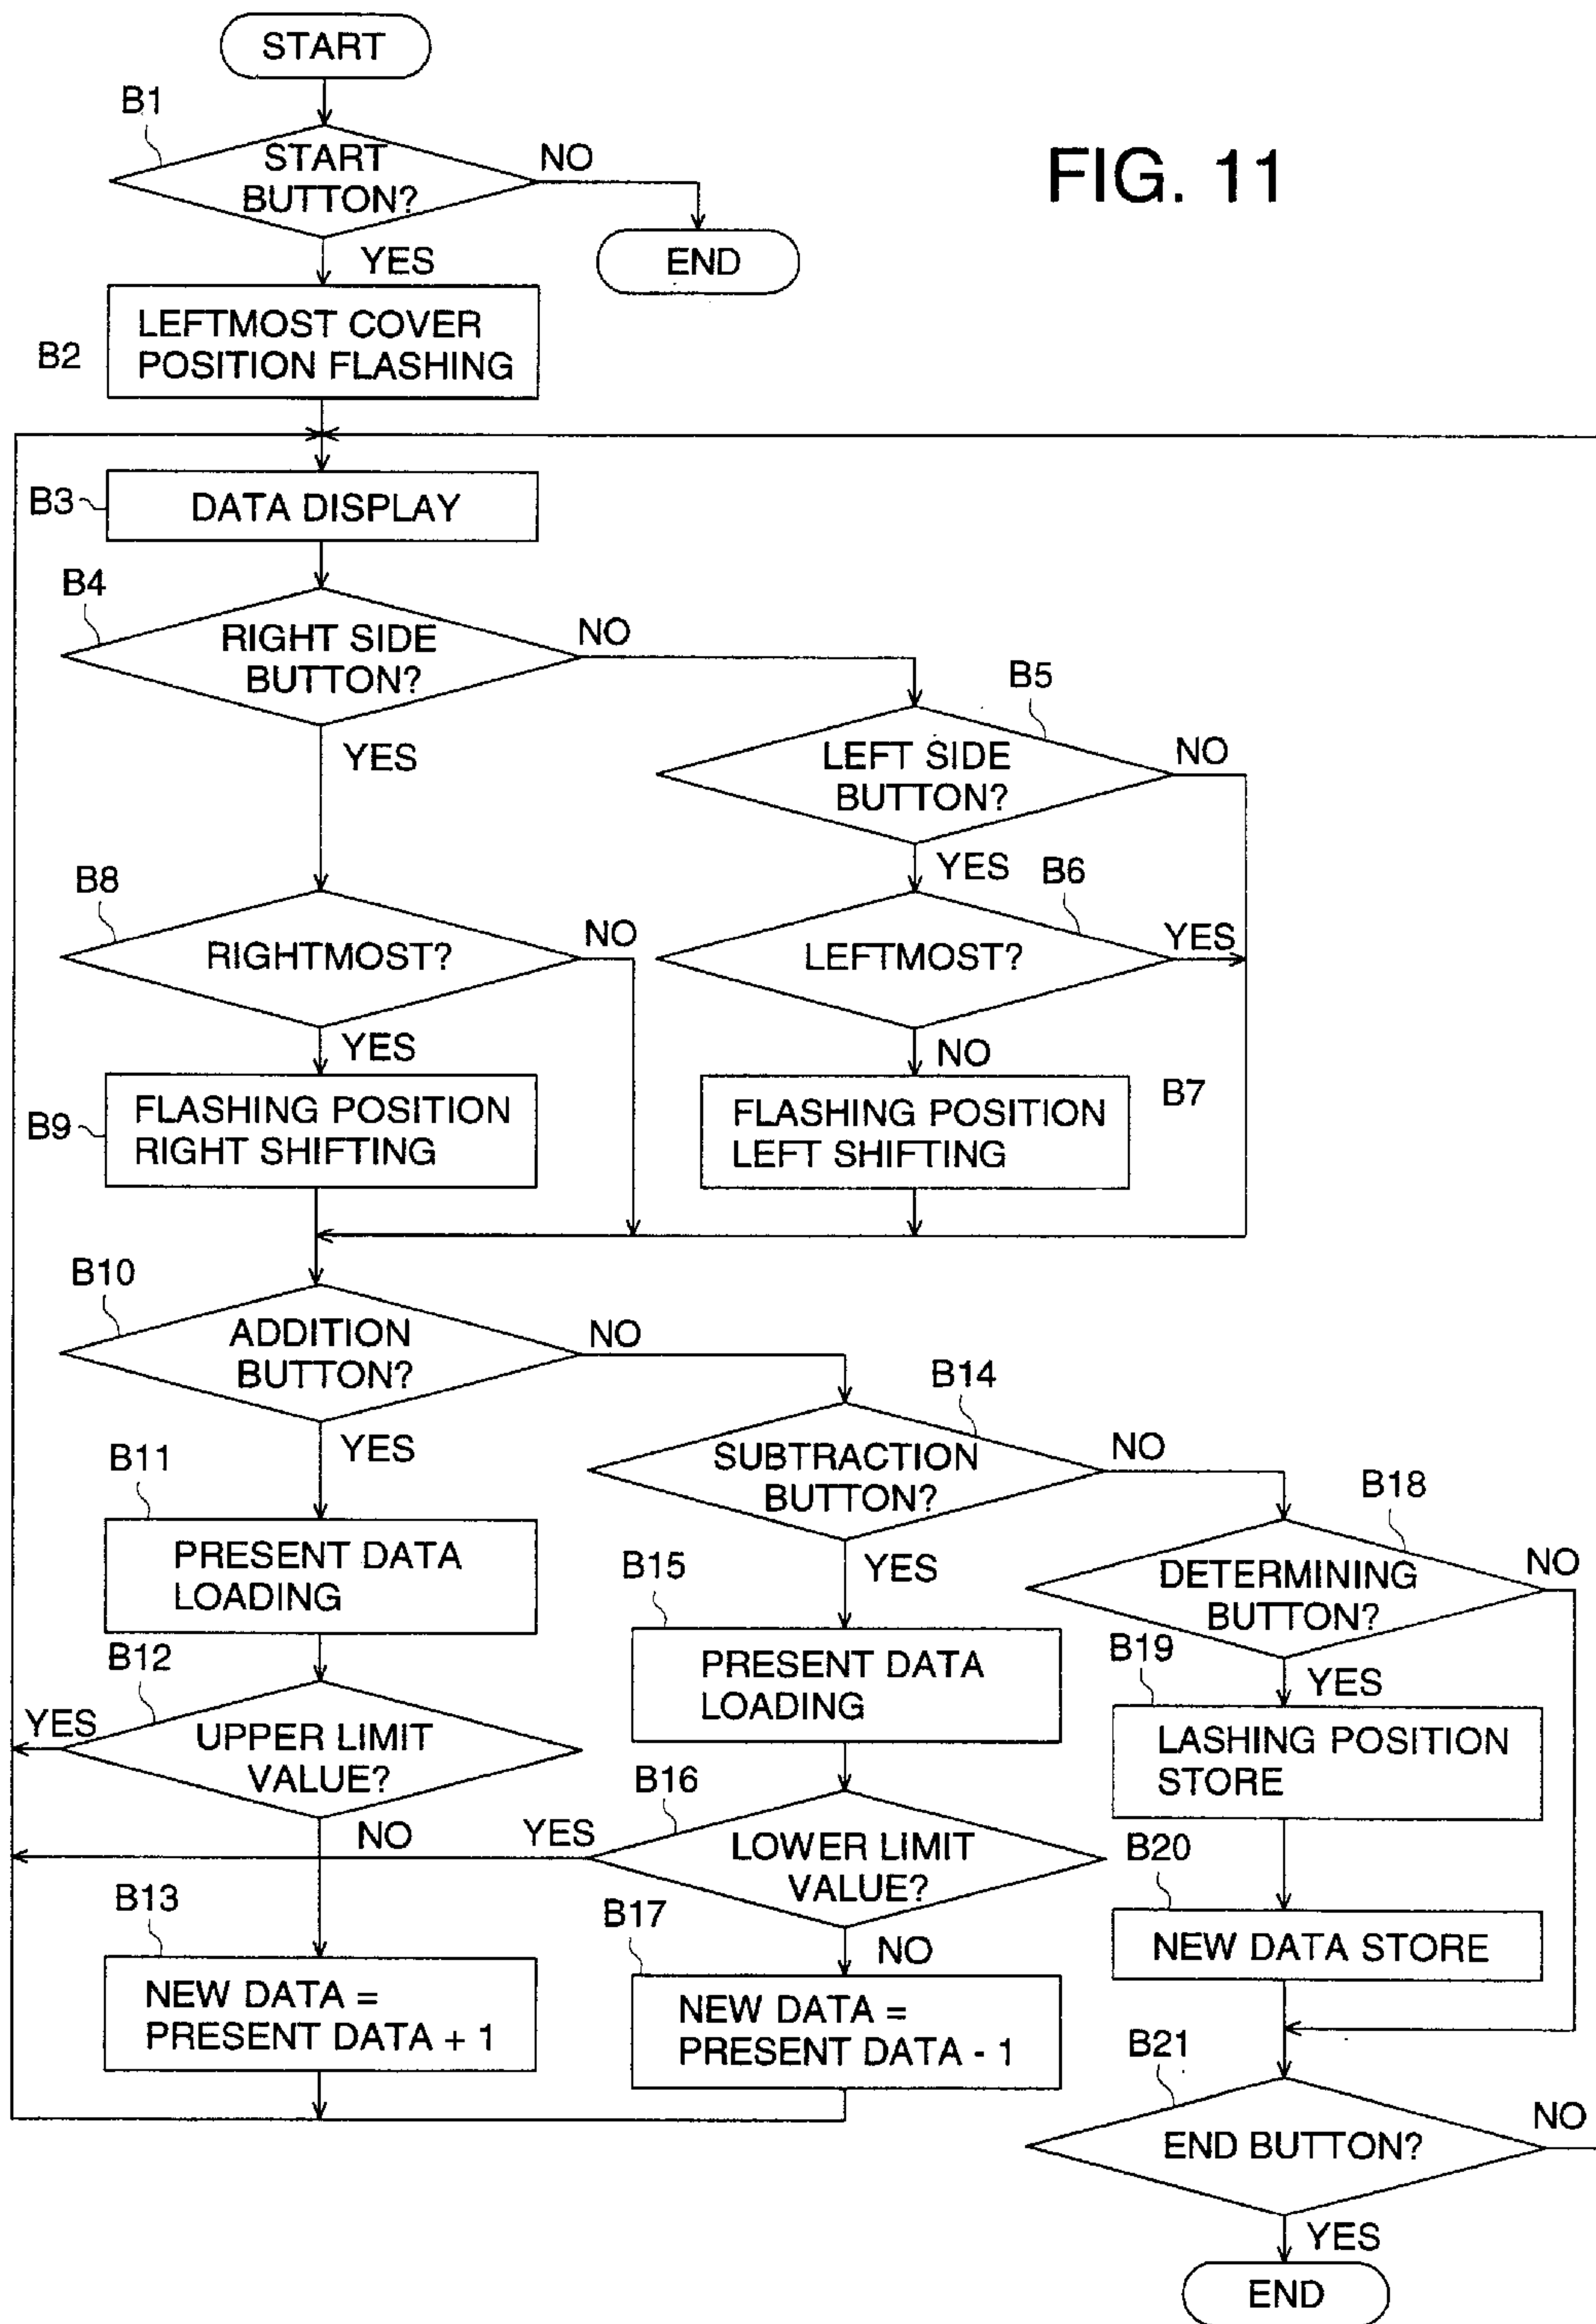 START
FIG. 11
B1
START
BUTTON?
NO
END
YES
B2
LEFTMOST COVER
POSITION FLASHING
B3
DATA DISPLAY
B4
RIGHT SIDE
BUTTON?
NO
YES
B5
LEFT SIDE
BUTTON?
NO
YES
B6
LEFTMOST?
YES
NO
B7
FLASHING POSITION
LEFT SHIFTING
B8
RIGHTMOST?
NO
YES
B9
FLASHING POSITION
RIGHT SHIFTING
B10
ADDITION
BUTTON?
NO
YES
B11
PRESENT DATA
LOADING
B12
UPPER LIMIT
VALUE?
YES
NO
B13
NEW DATA =
PRESENT DATA + 1
B14
SUBTRACTION
BUTTON?
NO
YES
B15
PRESENT DATA
LOADING
B16
LOWER LIMIT
VALUE?
YES
NO
B17
NEW DATA =
PRESENT DATA - 1
B18
DETERMINING
BUTTON?
NO
YES
B19
LASHING POSITION
STORE
B20
NEW DATA STORE
B21
END BUTTON?
NO
YES
END